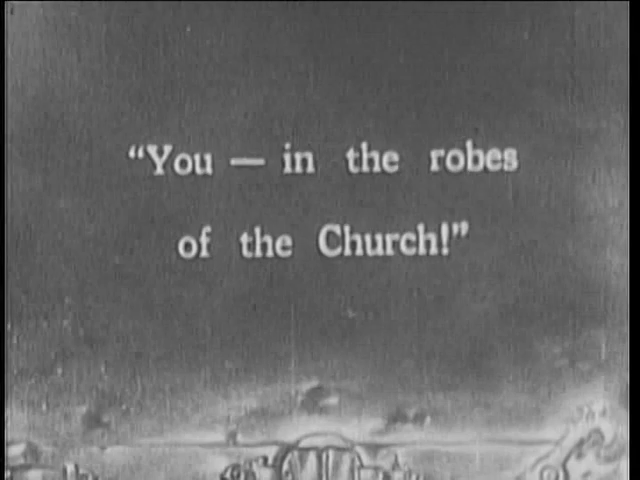 “You — in the robes
of the Church!”